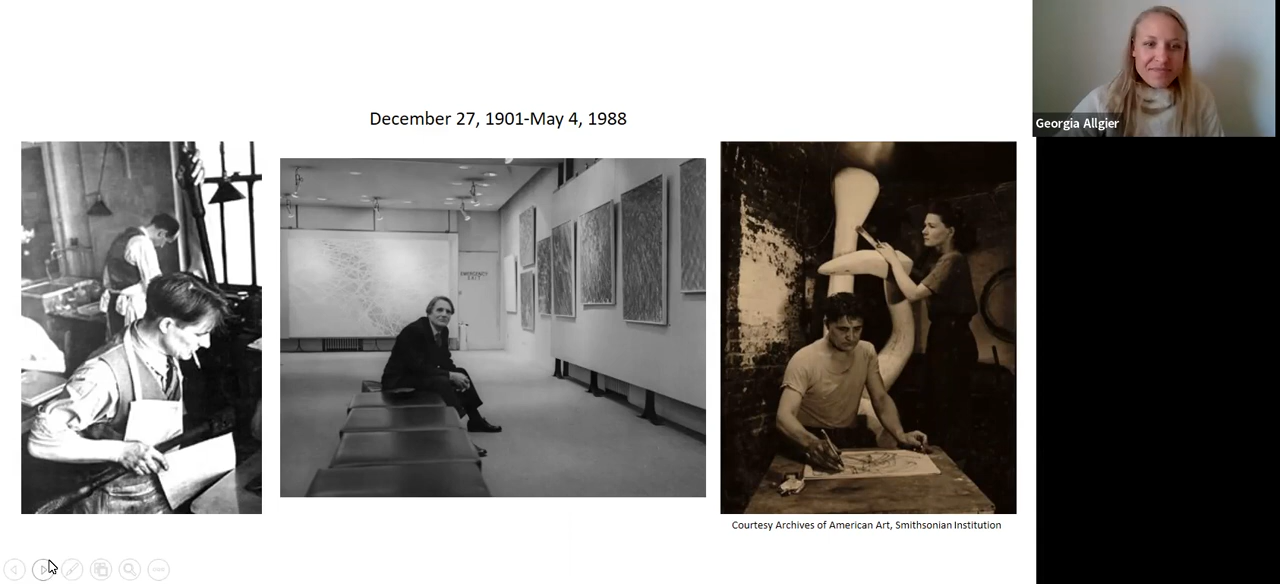 December 27, 1901-May 4, 1988
Georgia Allgier
EMERGENCY
EXIT
Courtesy Archives of American Art, Smithsonian Institution